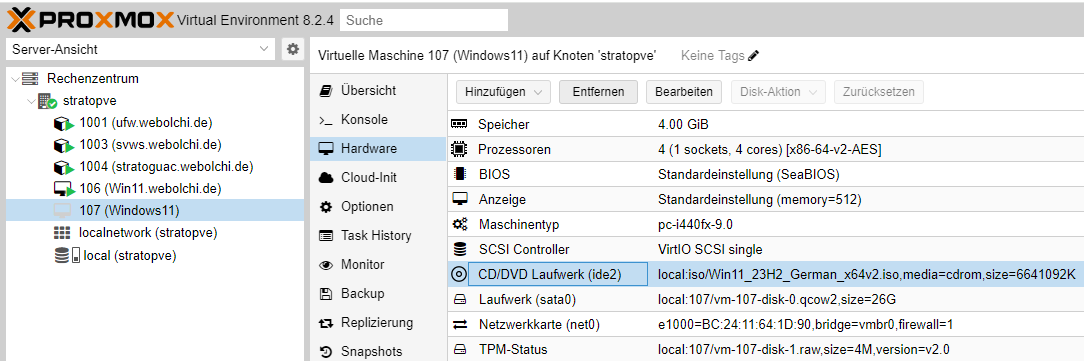 PROXMOX Virtual Environment 8.2.4 Suche
Server-Ansicht
Virtuelle Maschine 107 (Windows11) auf Knoten 'stratopve' Keine Tags
Rechenzentrum
stratopve
1001 (ufw.webolchi.de)
1003 (svws.webolchi.de)
1004 (stratoguac.webolchi.de)
106 (Win11.webolchi.de)
107 (Windows11)
localnetwork (stratopve)
local (stratopve)
Übersicht
Konsole
Hardware
Cloud-Init
Optionen
Task History
Monitor
Backup
Replizierung
Snapshots
Hinzufügen Entfernen Bearbeiten Disk-Aktion Zurücksetzen
Speicher 4.00 GiB
Prozessoren 4 (1 sockets, 4 cores) [x86-64-v2-AES]
BIOS Standardeinstellung (SeaBIOS)
Anzeige Standardeinstellung (memory=512)
Maschinentyp pc-i440fx-9.0
SCSI Controller VirtIO SCSI single
CD/DVD Laufwerk (ide2) local:iso/Win11_23H2_German_x64v2.iso,media=cdrom,size=6641092K
Laufwerk (sata0) local:107/vm-107-disk-0.qcow2,size=26G
Netzwerkkarte (net0) e1000=BC:24:11:64:1D:90,bridge=vmbr0,firewall=1
TPM-Status local:107/vm-107-disk-1.raw,size=4M,version=v2.0